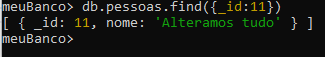 meuBanco> db.pessoas.find({_id:11})
[ { _id: 11, nome: 'Alteramos tudo' } ]
meuBanco>